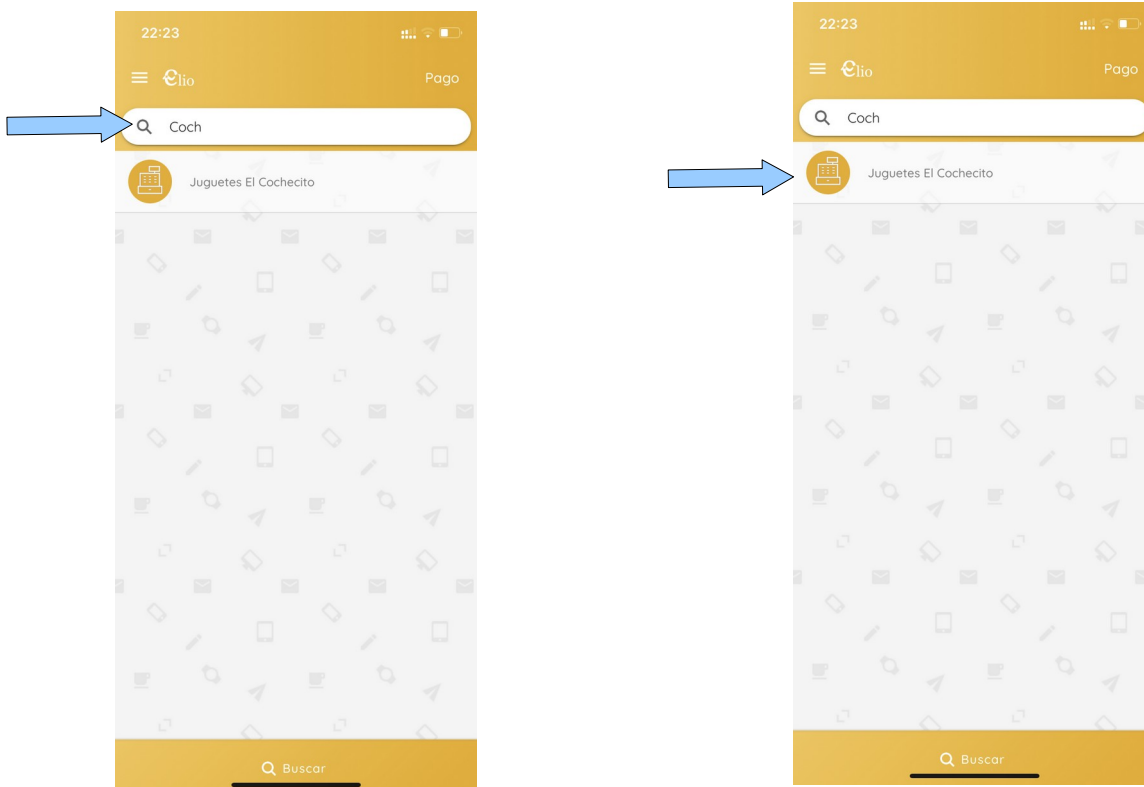 22:23
Elio
Pago
Coch
Juguetes El Cochecito
Buscar
22:23
Elio
Pago
Coch
Juguetes El Cochecito
Buscar